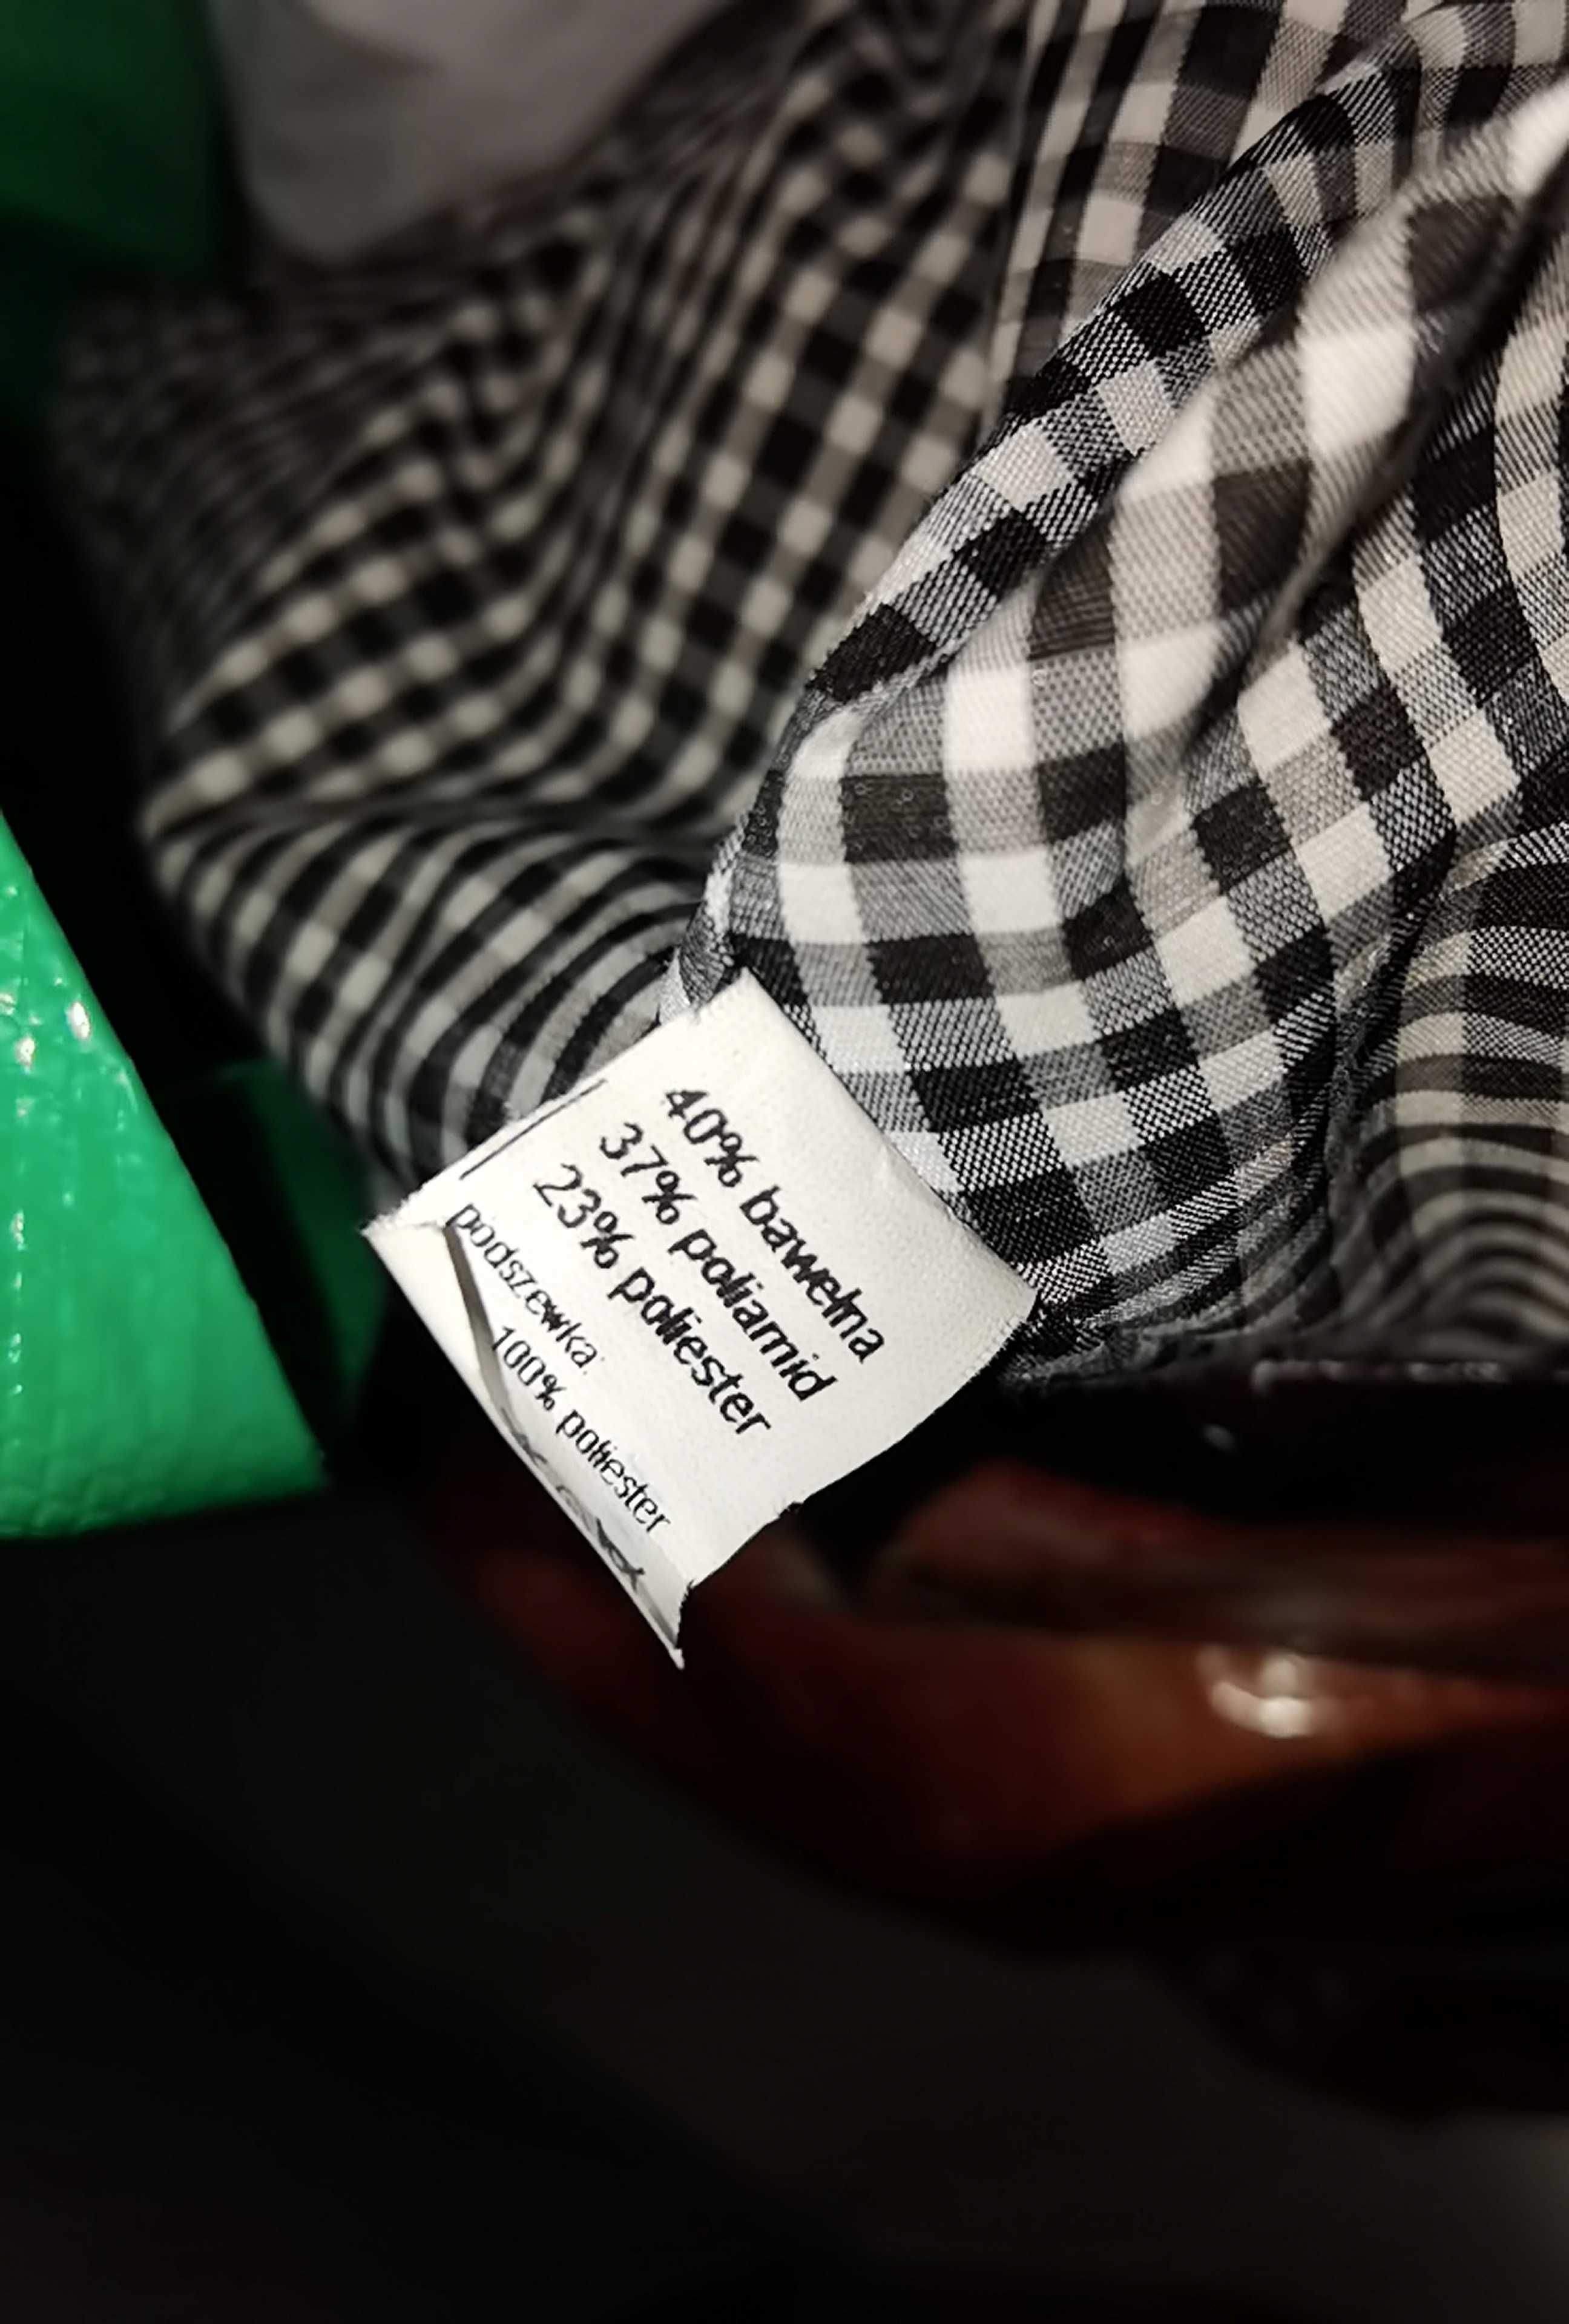 40% bawełna
37% poliamid
23% poliester
podszewka:
100% poliester